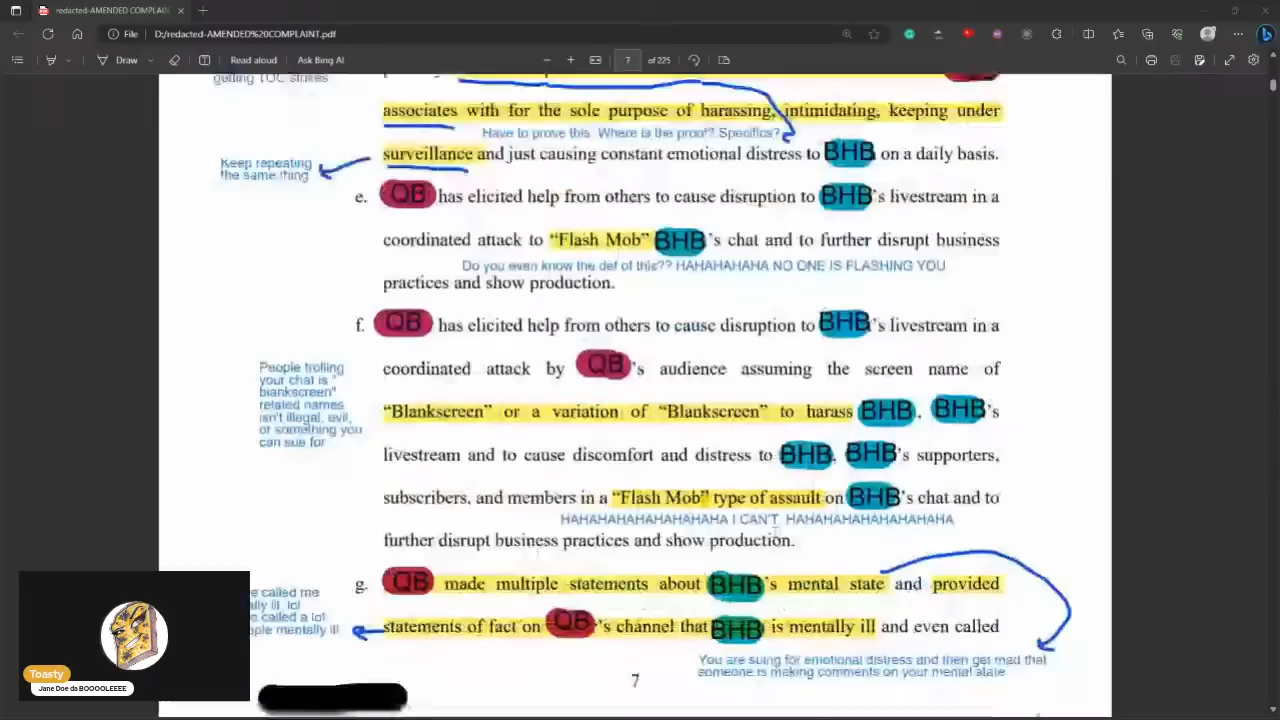 redacted-AMENDED COMPLAINT.pdf
File
D:/redacted-AMENDED%20COMPLAINT.pdf
Draw
Read aloud
Ask Bing AI
7
of 225
associates with for the sole purpose of harassing, intimidating, keeping under
Have to prove this. Where is the proof? Specifics?
surveillance and just causing constant emotional distress to BHB on a daily basis.
Keep repeating
the same thing
e. QB has elicited help from others to cause disruption to BHB's livestream in a
coordinated attack to “Flash Mob” BHB's chat and to further disrupt business
Do you even know the def of this?? HAHAHAHAHA NO ONE IS FLASHING YOU
practices and show production.
f. QB has elicited help from others to cause disruption to BHB's livestream in a
coordinated attack by QB's audience assuming the screen name of
“Blankscreen” or a variation of “Blankscreen” to harass BHB, BHB's
livestream and to cause discomfort and distress to BHB, BHB's supporters,
subscribers, and members in a “Flash Mob” type of assault on BHB's chat and to
People trolling
your chat is "
blankscreen"
related names
isn't illegal, evil,
or something you
can sue for
HAHAHAHAHAHAHAHA I CAN'T HAHAHAHAHAHAHAHA
further disrupt business practices and show production.
g. QB made multiple statements about BHB's mental state and provided
statements of fact on QB's channel that BHB is mentally ill and even called
called me
ill lol
called a lot
mentally ill
You are suing for emotional distress and then get mad that
someone is making comments on your mental state
7
Toasty
Jane Doe da BOOOOLEEEE